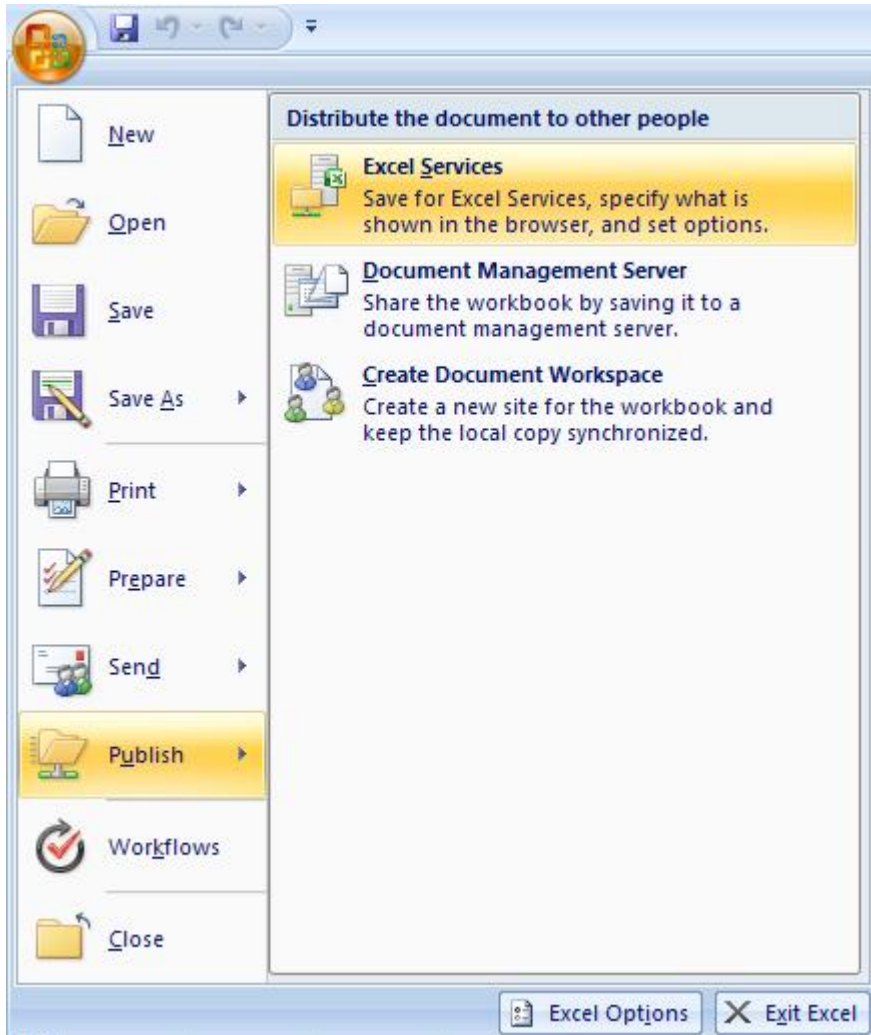 New
Open
Save
Save As
Print
Prepare
Send
Publish
Workflows
Close
Distribute the document to other people
Excel Services
Save for Excel Services, specify what is
shown in the browser, and set options.
Document Management Server
Share the workbook by saving it to a
document management server.
Create Document Workspace
Create a new site for the workbook and
keep the local copy synchronized.
Excel Options
Exit Excel